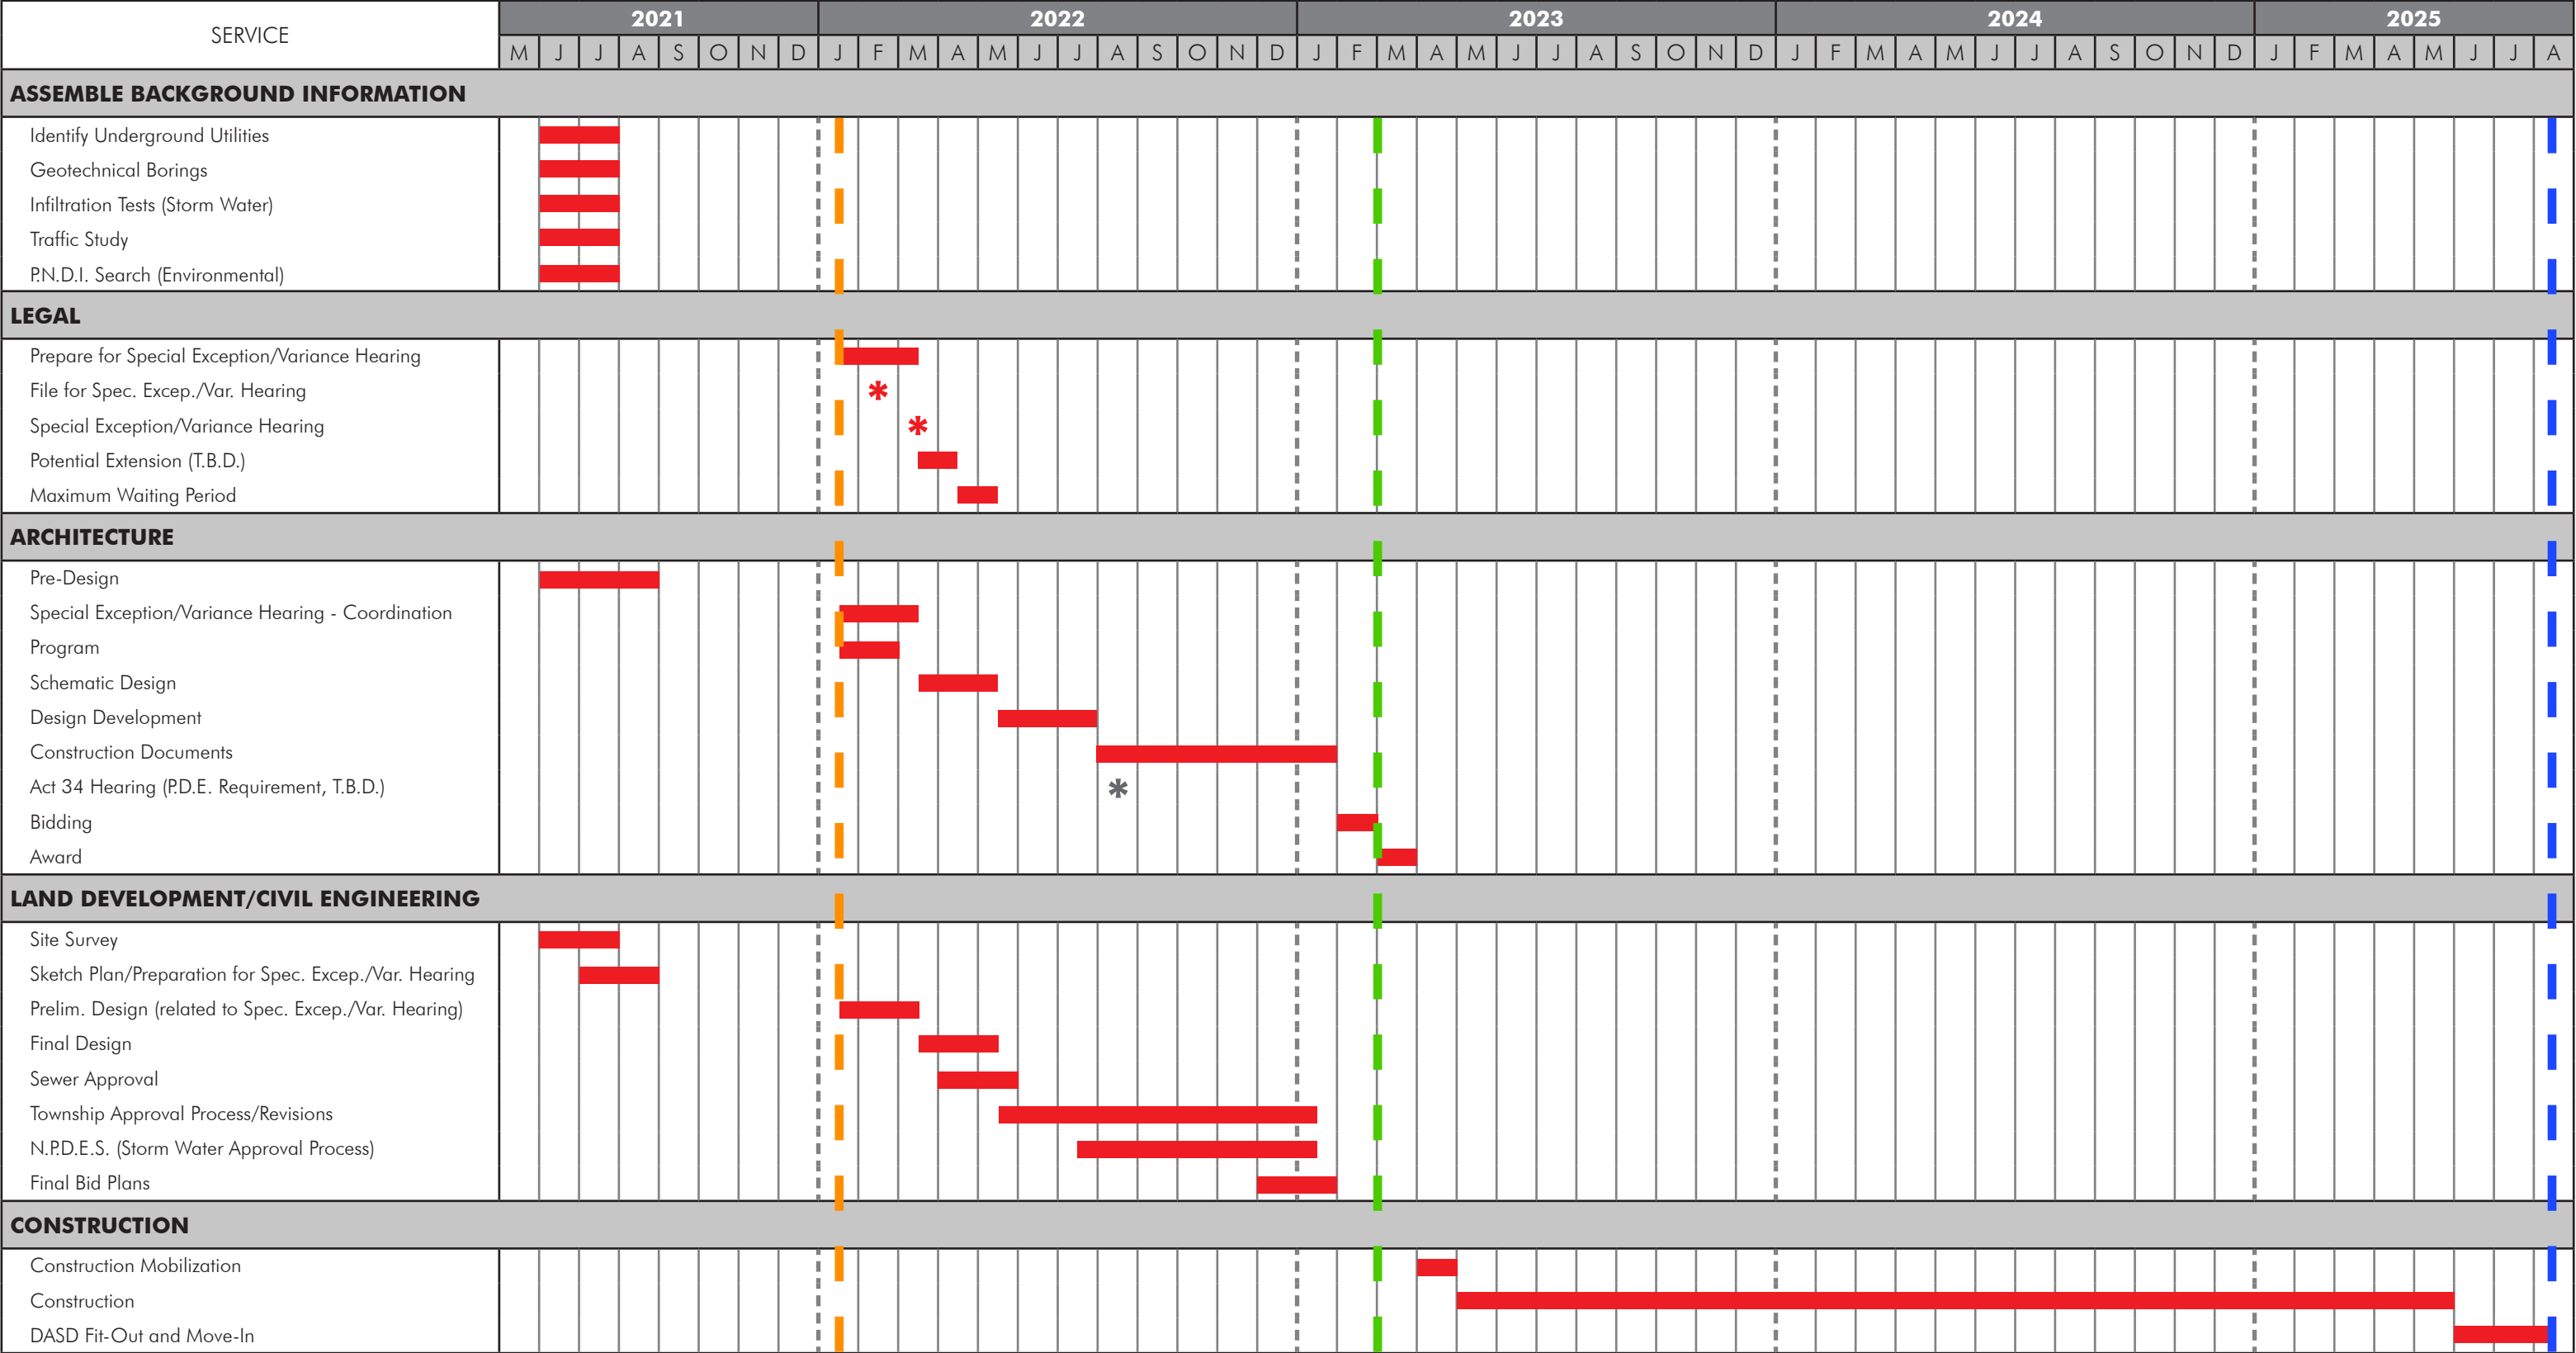 SERVICE
2021 2022 2023 2024 2025
M J J A S O N D J F M A M J J A S O N D J F M A M J J A S O N D J F M A M J J A S O N D J F M A M J J A
ASSEMBLE BACKGROUND INFORMATION
Identify Underground Utilities
Geotechnical Borings
Infiltration Tests (Storm Water)
Traffic Study
P.N.D.I. Search (Environmental)
LEGAL
Prepare for Special Exception/Variance Hearing
File for Spec. Excep./Var. Hearing *
Special Exception/Variance Hearing *
Potential Extension (T.B.D.)
Maximum Waiting Period
ARCHITECTURE
Pre-Design
Special Exception/Variance Hearing - Coordination
Program
Schematic Design
Design Development
Construction Documents
Act 34 Hearing (P.D.E. Requirement, T.B.D.) *
Bidding
Award
LAND DEVELOPMENT/CIVIL ENGINEERING
Site Survey
Sketch Plan/Preparation for Spec. Excep./Var. Hearing
Prelim. Design (related to Spec. Excep./Var. Hearing)
Final Design
Sewer Approval
Township Approval Process/Revisions
N.P.D.E.S. (Storm Water Approval Process)
Final Bid Plans
CONSTRUCTION
Construction Mobilization
Construction
DASD Fit-Out and Move-In